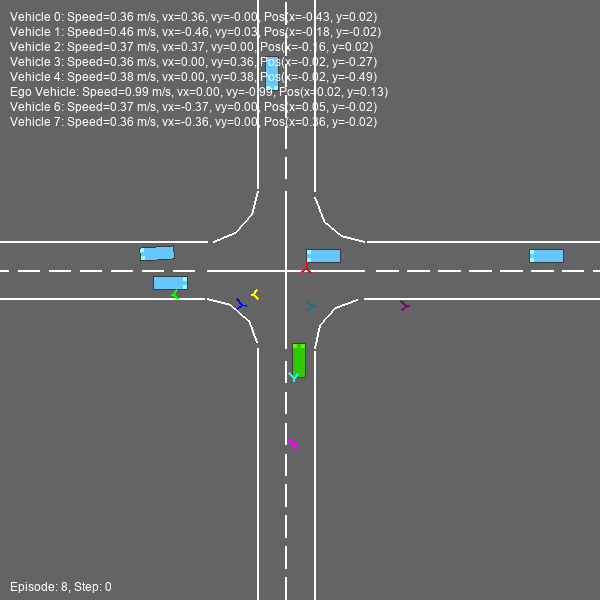 Vehicle 0: Speed=0.36 m/s, vx=0.36, vy=-0.00, Pos(x=-0.43, y=0.02)
Vehicle 1: Speed=0.46 m/s, vx=-0.46, vy=0.03, Pos(x=-0.18, y=-0.02)
Vehicle 2: Speed=0.37 m/s, vx=0.37, vy=0.00, Pos(x=-0.16, y=0.02)
Vehicle 3: Speed=0.36 m/s, vx=0.00, vy=0.36, Pos(x=-0.02, y=-0.27)
Vehicle 4: Speed=0.38 m/s, vx=0.00, vy=0.38, Pos(x=-0.02, y=-0.49)
Ego Vehicle: Speed=0.99 m/s, vx=0.00, vy=-0.99, Pos(x=0.02, y=0.13)
Vehicle 6: Speed=0.37 m/s, vx=-0.37, vy=0.00, Pos(x=0.05, y=-0.02)
Vehicle 7: Speed=0.36 m/s, vx=-0.36, vy=0.00, Pos(x=0.36, y=-0.02)
Episode: 8, Step: 0